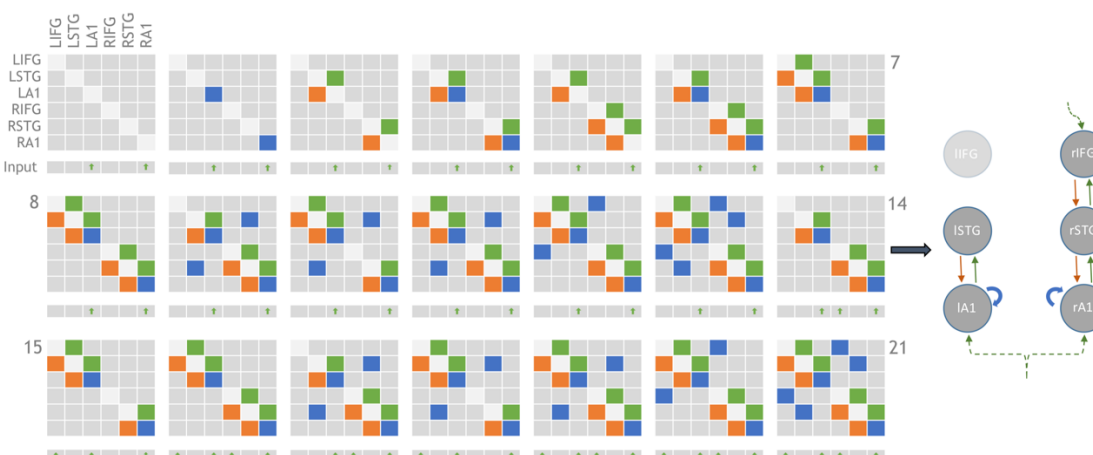 LIFG
LSTG
LA1
RIFG
RSTG
RA1
LIFG
LSTG
LA1
RIFG
RSTG
RA1
Input
7
8
14
15
21
lIFG
rIFG
lSTG
rSTG
lA1
rA1